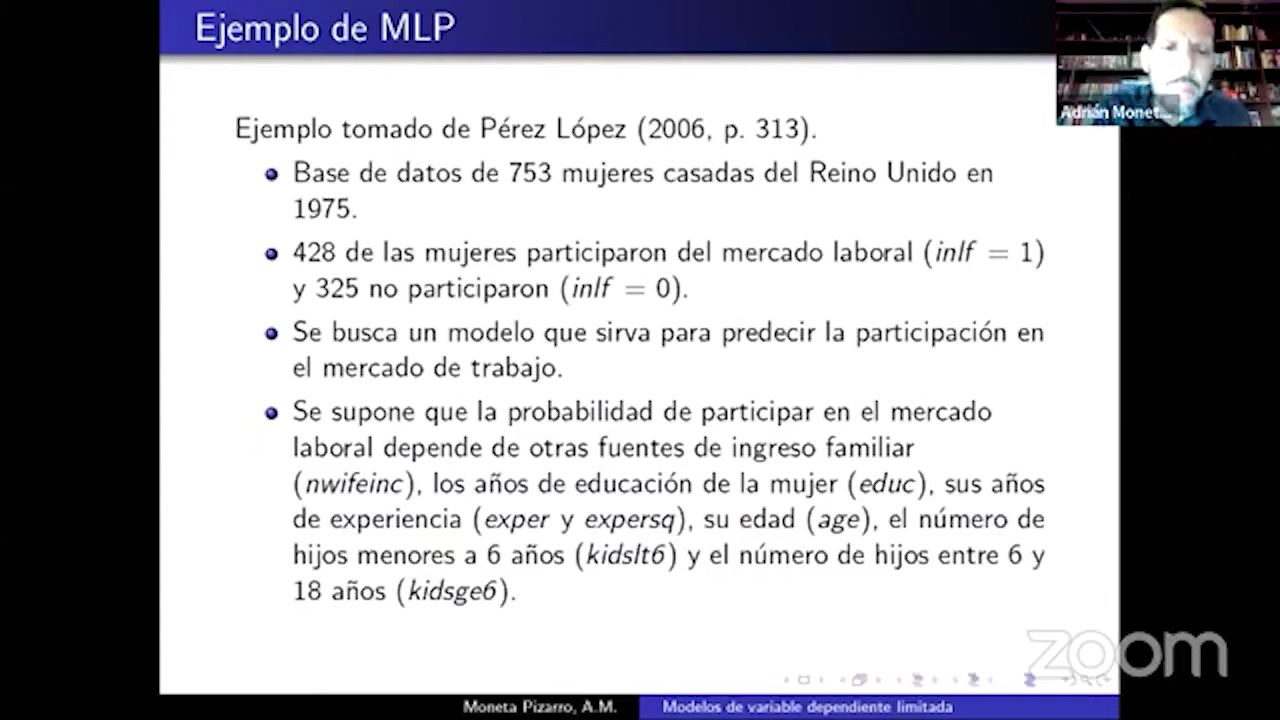 Ejemplo de MLP
Adrián Monet...
Ejemplo tomado de Pérez López (2006, p. 313).
Base de datos de 753 mujeres casadas del Reino Unido en
1975.
428 de las mujeres participaron del mercado laboral (inlf = 1)
y 325 no participaron (inlf = 0).
Se busca un modelo que sirva para predecir la participación en
el mercado de trabajo.
Se supone que la probabilidad de participar en el mercado
laboral depende de otras fuentes de ingreso familiar
(nwifeinc), los años de educación de la mujer (educ), sus años
de experiencia (exper y expersq), su edad (age), el número de
hijos menores a 6 años (kidslt6) y el número de hijos entre 6 y
18 años (kidsge6).
zoom
Moneta Pizarro, A.M.
Modelos de variable dependiente limitada